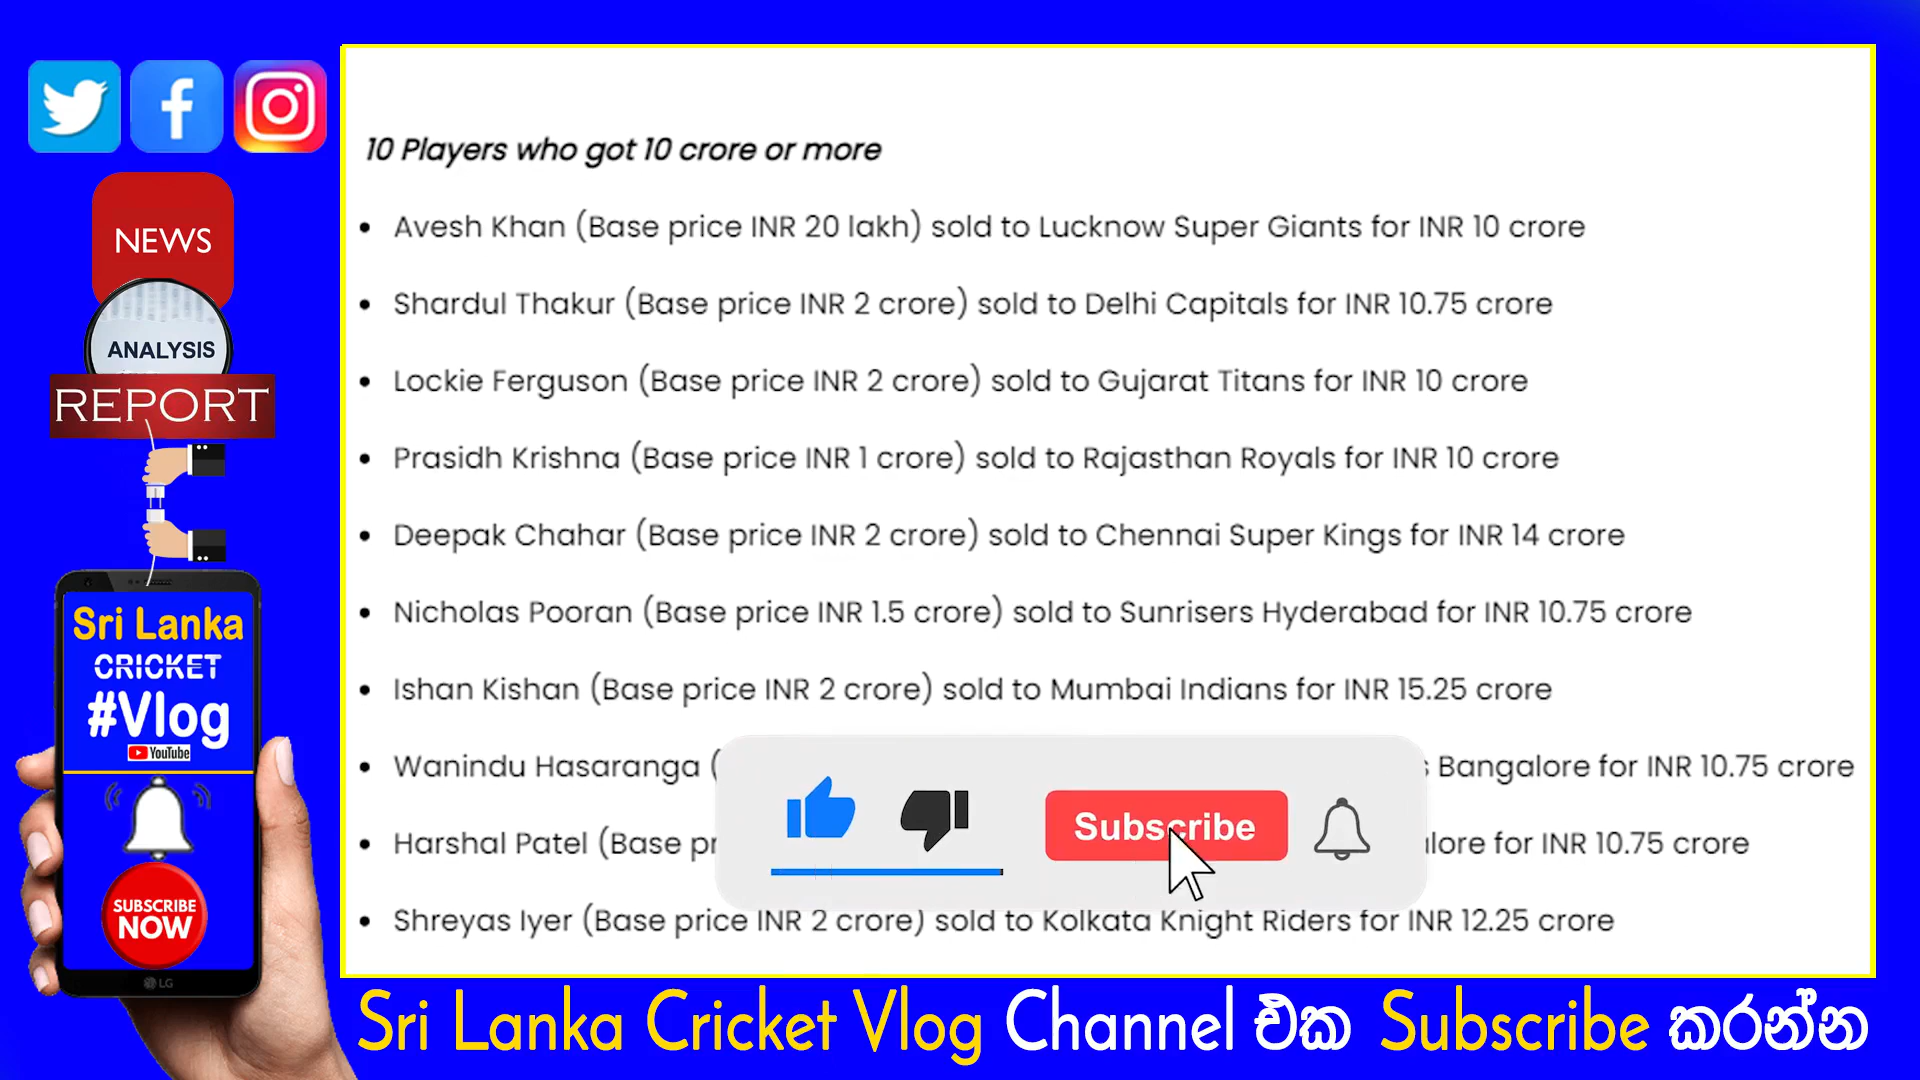 10 Players who got 10 crore or more
• Avesh Khan (Base price INR 20 lakh) sold to Lucknow Super Giants for INR 10 crore
• Shardul Thakur (Base price INR 2 crore) sold to Delhi Capitals for INR 10.75 crore
• Lockie Ferguson (Base price INR 2 crore) sold to Gujarat Titans for INR 10 crore
• Prasidh Krishna (Base price INR 1 crore) sold to Rajasthan Royals for INR 10 crore
• Deepak Chahar (Base price INR 2 crore) sold to Chennai Super Kings for INR 14 crore
• Nicholas Pooran (Base price INR 1.5 crore) sold to Sunrisers Hyderabad for INR 10.75 crore
• Ishan Kishan (Base price INR 2 crore) sold to Mumbai Indians for INR 15.25 crore
• Wanindu Hasaranga ( Bangalore for INR 10.75 crore
• Harshal Patel (Base for INR 10.75 crore
Subscribe
• Shreyas Iyer (Base price INR 2 crore) sold to Kolkata Knight Riders for INR 12.25 crore
NEWS
ANALYSIS
REPORT
Sri Lanka
CRICKET
#Vlog
YouTube
SUBSCRIBE
NOW
LG
Sri Lanka Cricket Vlog Channel එක Subscribe කරන්න